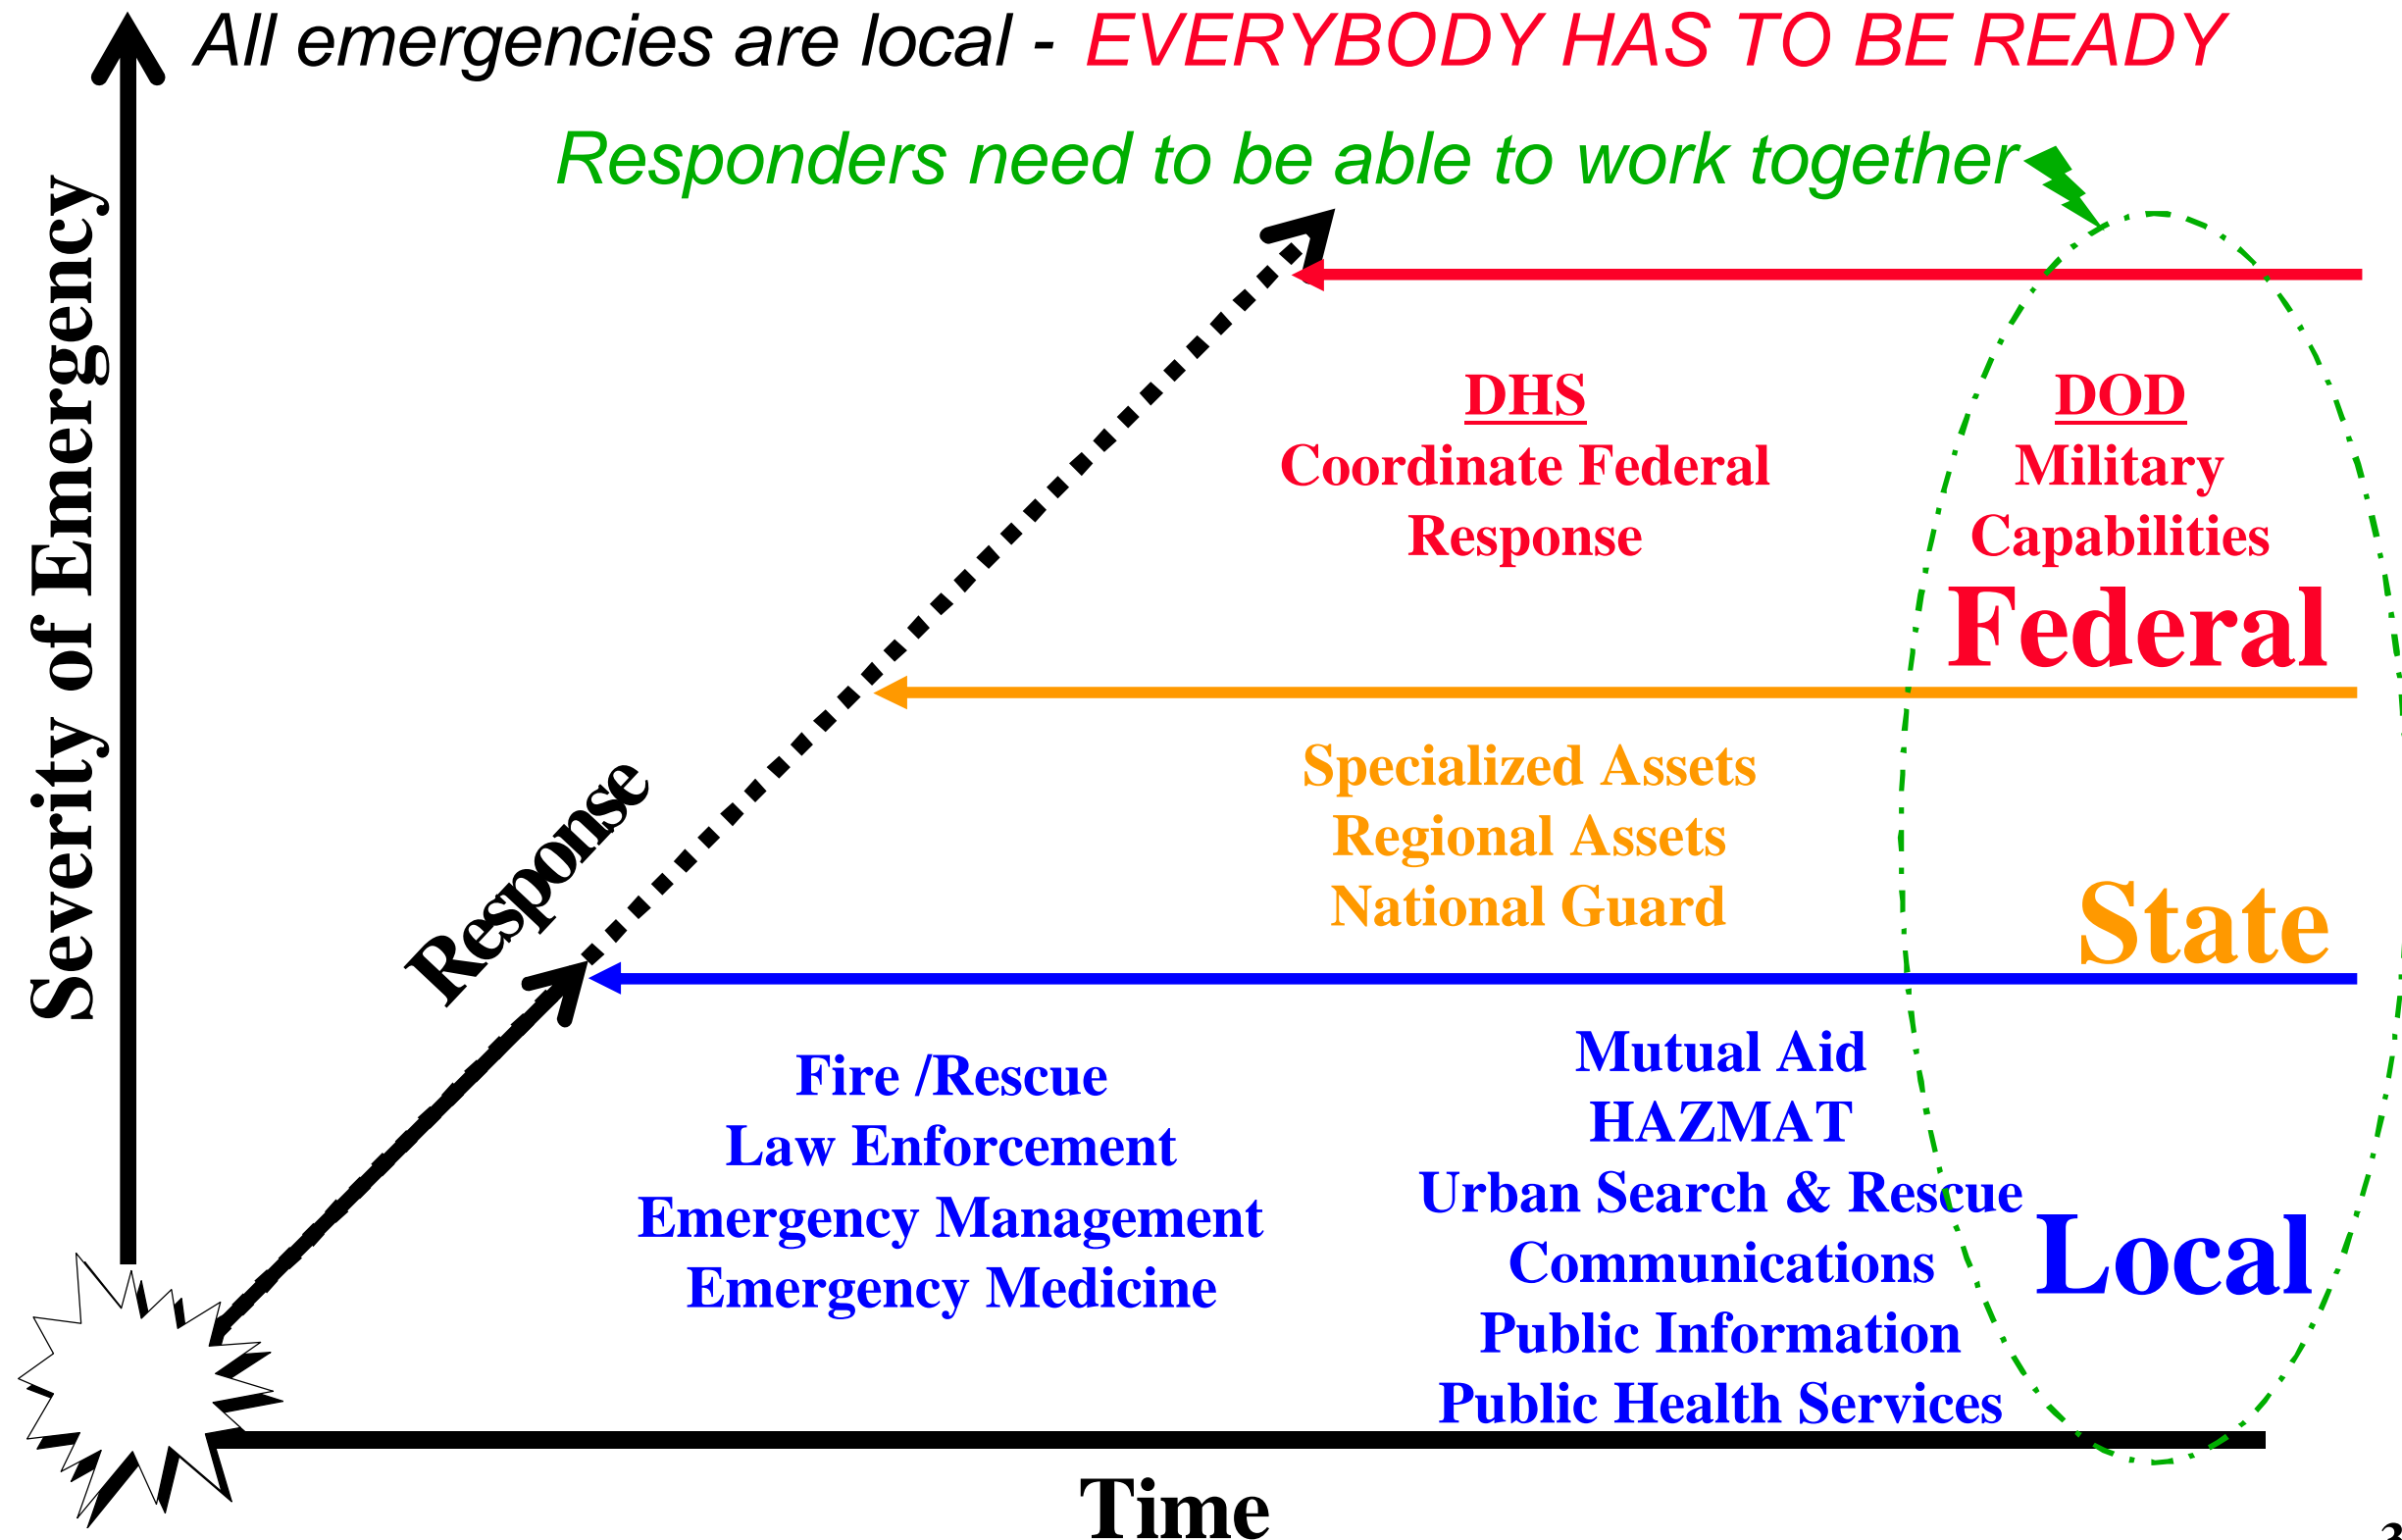 All emergencies are local - EVERYBODY HAS TO BE READY
Responders need to be able to work together
Severity of Emergency
Response
DHS
Coordinate Federal
Response
DOD
Military
Capabilities
Federal
Specialized Assets
Regional Assets
National Guard
State
Fire /Rescue
Law Enforcement
Emergency Management
Emergency Medicine
Mutual Aid
HAZMAT
Urban Search & Rescue
Communications
Public Information
Public Health Services
Local
Time